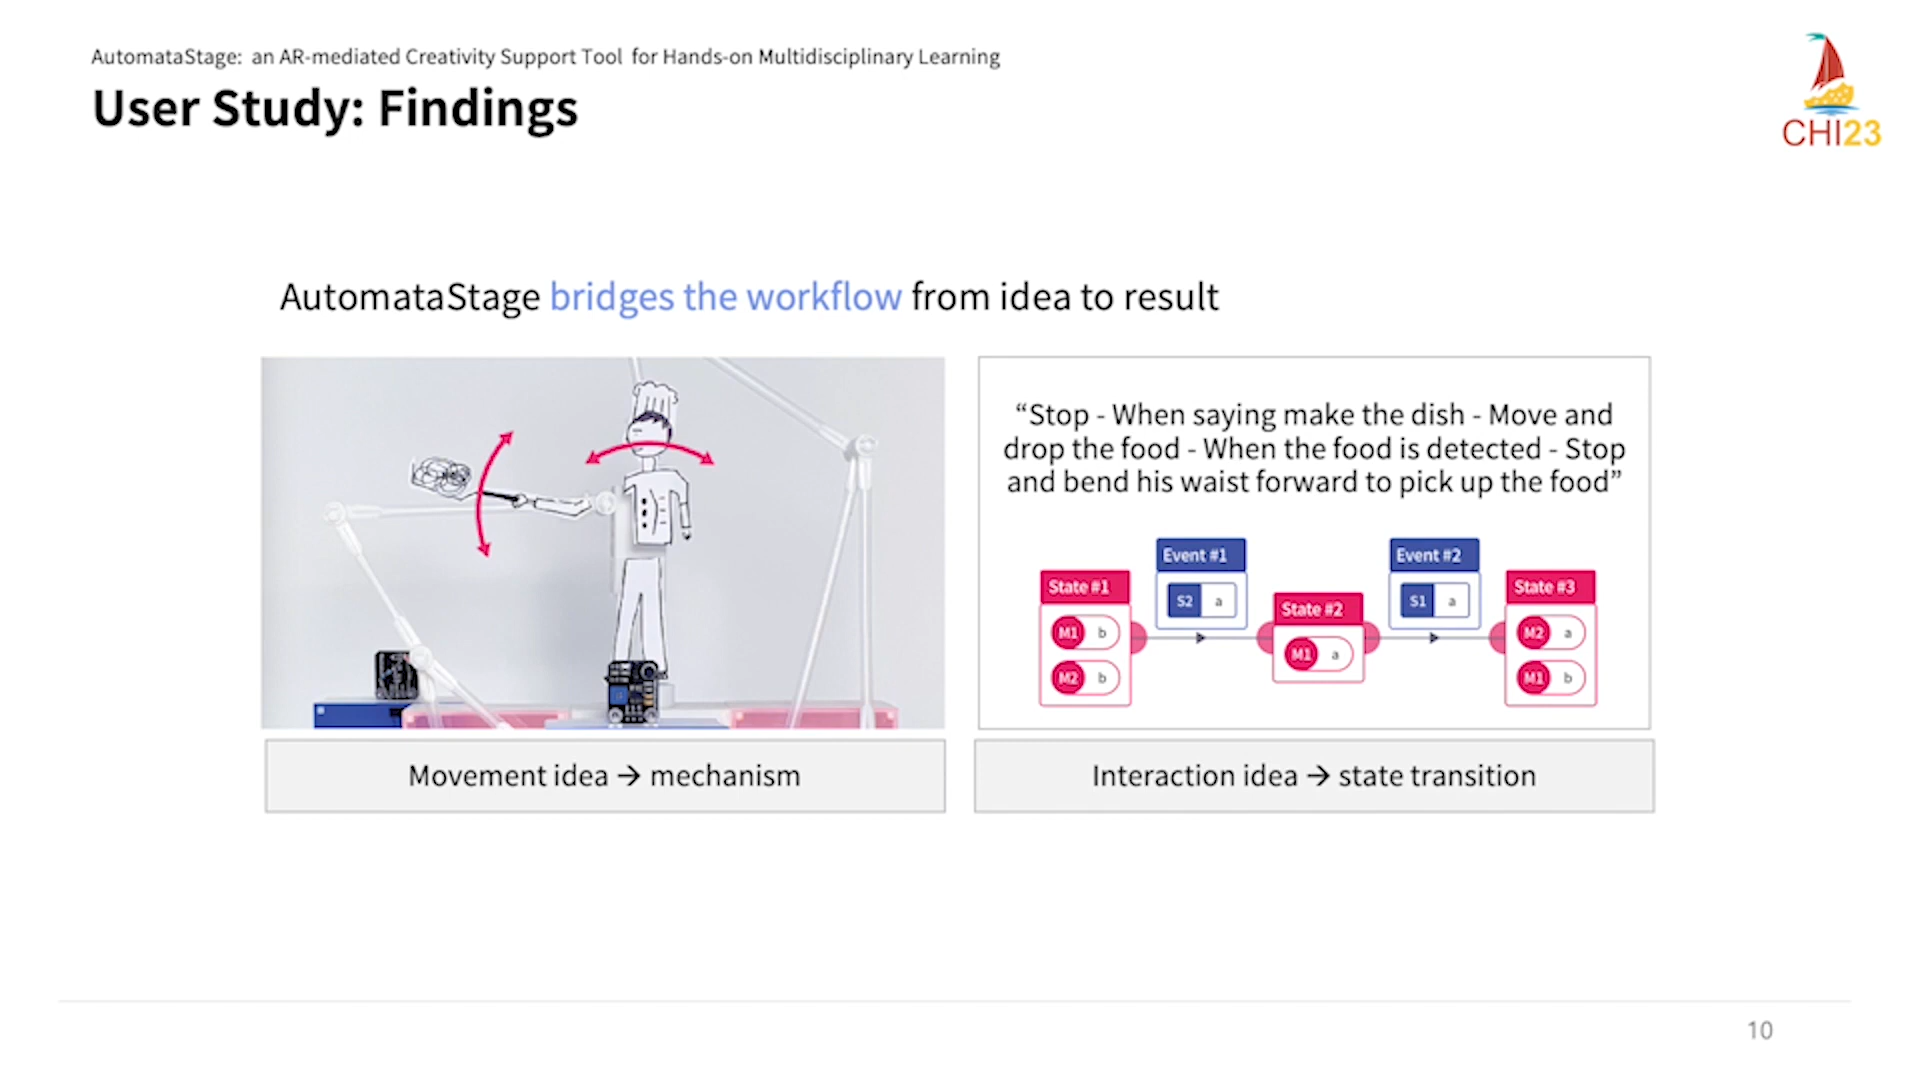 AutomataStage: an AR-mediated Creativity Support Tool for Hands-on Multidisciplinary Learning
User Study: Findings
CHI23
AutomataStage bridges the workflow from idea to result
“Stop - When saying make the dish - Move and
drop the food - When the food is detected - Stop
and bend his waist forward to pick up the food”
State #1
M1 b
M2 b
Event #1
S2 a
State #2
M1 a
Event #2
S1 a
State #3
M2 a
M1 b
Movement idea → mechanism
Interaction idea → state transition
10